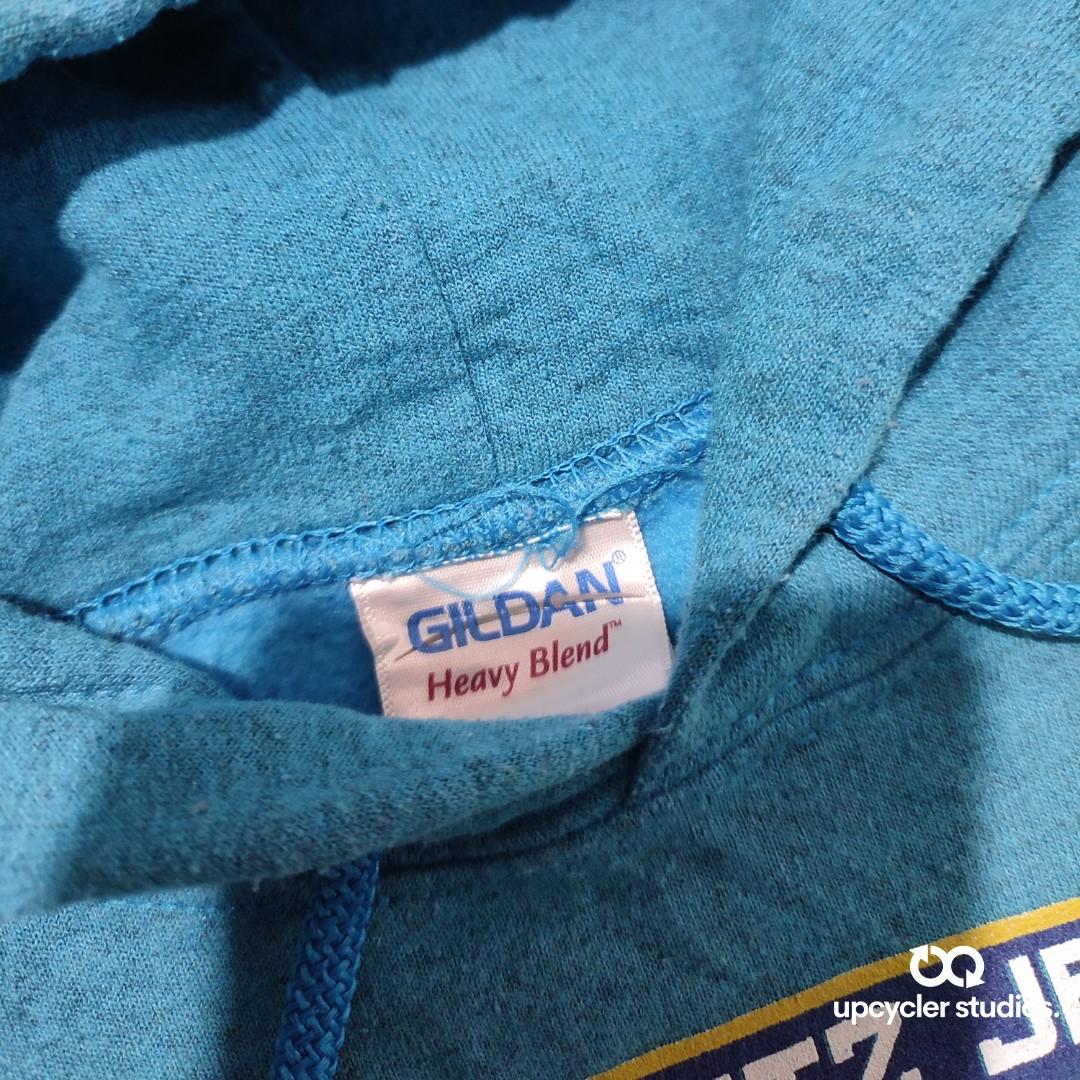 GILDAN®
Heavy Blend™
upcycler studios.